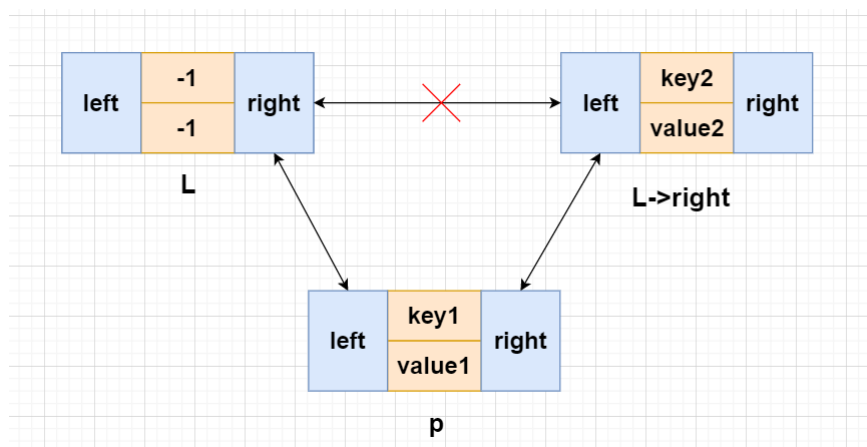 left
-1
-1
right
L
left
key2
value2
right
L->right
left
key1
value1
right
p